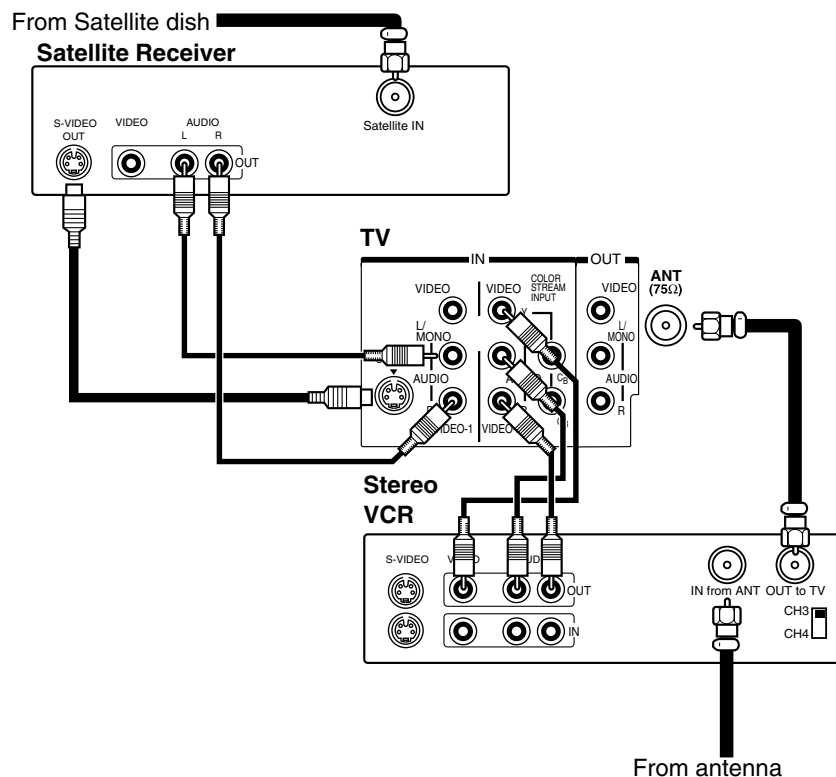 From Satellite dish
Satellite Receiver
S-VIDEO
OUT
VIDEO
AUDIO
L
R
OUT
Satellite IN
TV
IN
OUT
VIDEO
VIDEO
COLOR
STREAM
INPUT
Y
VIDEO
ANT
(75Ω)
L/
MONO
L/
MONO
AUDIO
CB
AUDIO
R
Stereo
VCR
S-VIDEO
OUT
IN
IN from ANT
OUT to TV
CH3
CH4
From antenna